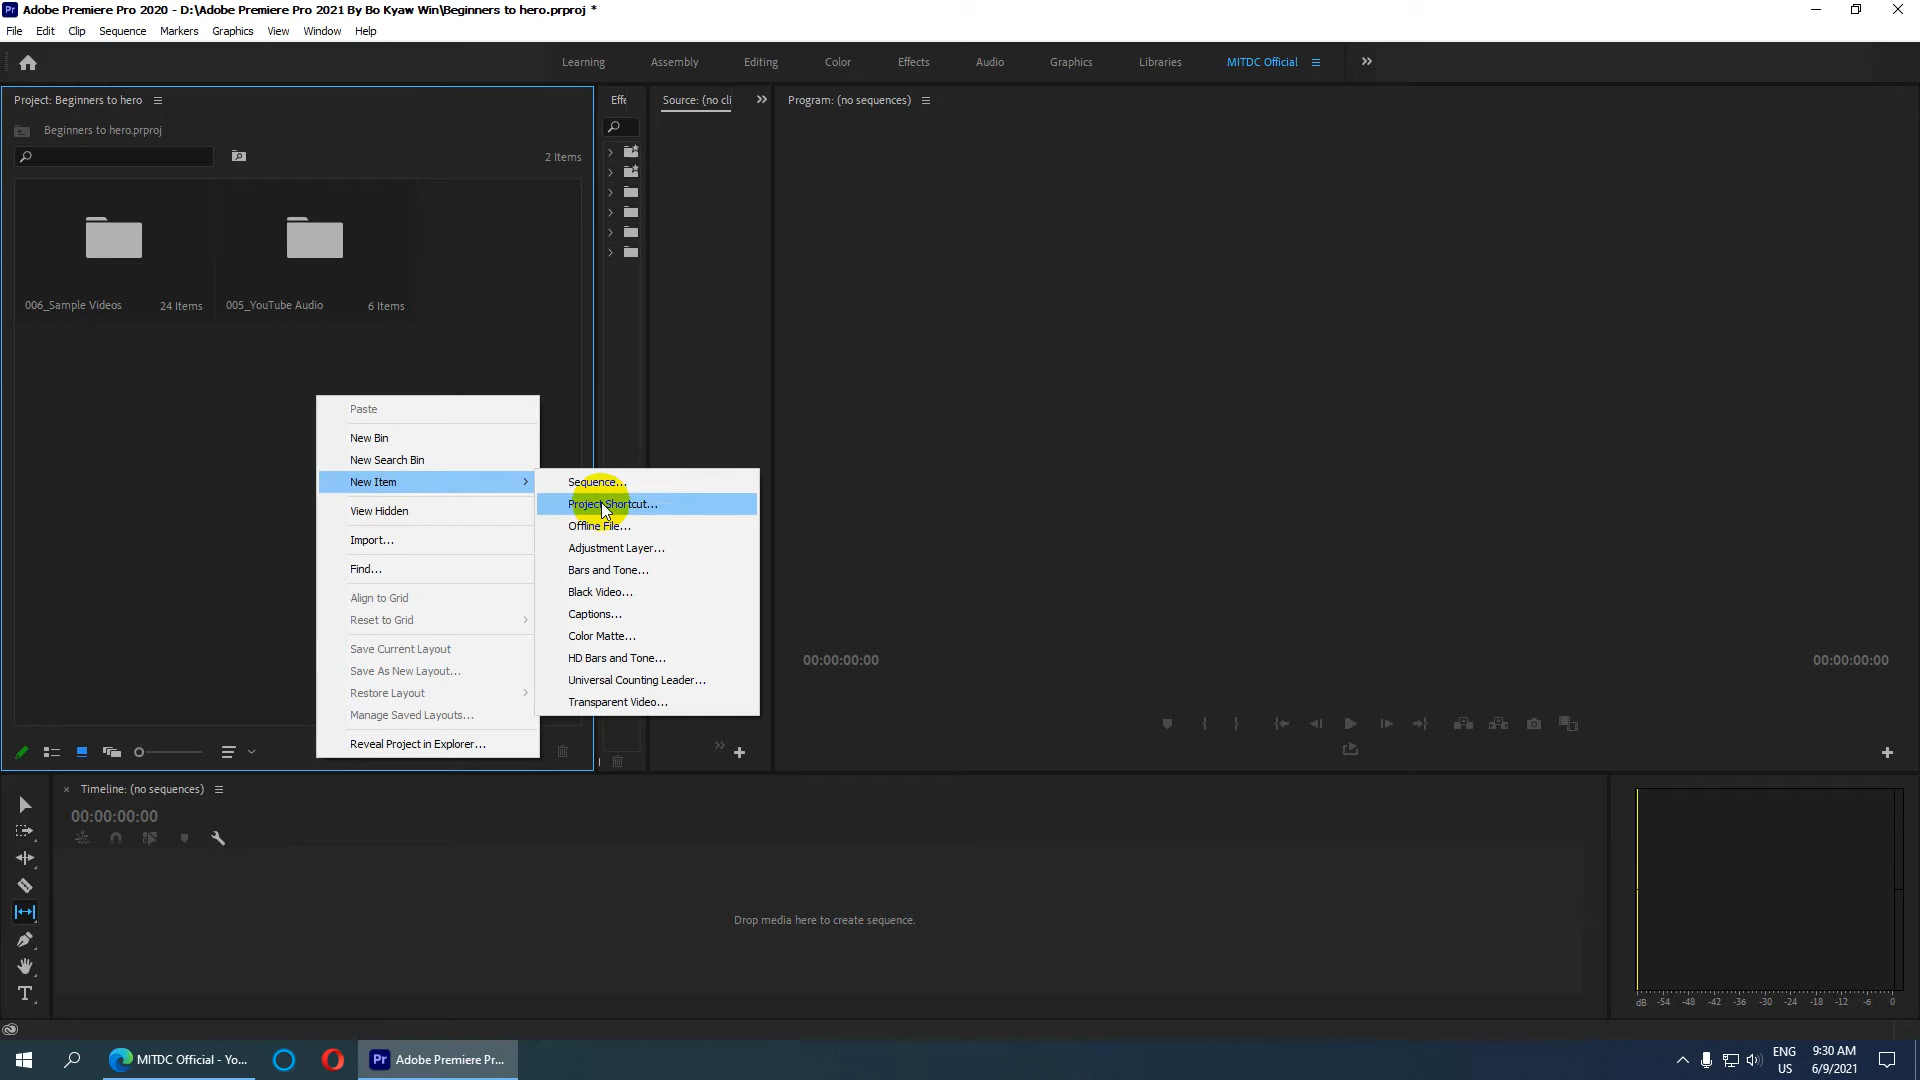 Adobe Premiere Pro 2020 - D:\Adobe Premiere Pro 2021 By Bo Kyaw Win\Beginners to hero.prproj *
File Edit Clip Sequence Markers Graphics View Window Help
Learning Assembly Editing Color Effects Audio Graphics Libraries MITDC Official
Project: Beginners to hero
Effe
Source: (no cli
Program: (no sequences)
Beginners to hero.prproj
2 Items
006_Sample Videos 24 Items 005_YouTube Audio 6 Items
Paste
New Bin
New Search Bin
New Item
View Hidden
Import...
Find...
Align to Grid
Reset to Grid
Save Current Layout
Save As New Layout...
Restore Layout
Manage Saved Layouts...
Reveal Project in Explorer...
Sequence...
Project Shortcut...
Offline File...
Adjustment Layer...
Bars and Tone...
Black Video...
Captions...
Color Matte...
HD Bars and Tone...
Universal Counting Leader...
Transparent Video...
00:00:00:00 00:00:00:00
Timeline: (no sequences)
00:00:00:00
Drop media here to create sequence.
dB -54 -48 -42 -36 -30 -24 -18 -12 -6 0
MITDC Official - Yo...
Pr Adobe Premiere Pr...
ENG
US
9:30 AM
6/9/2021